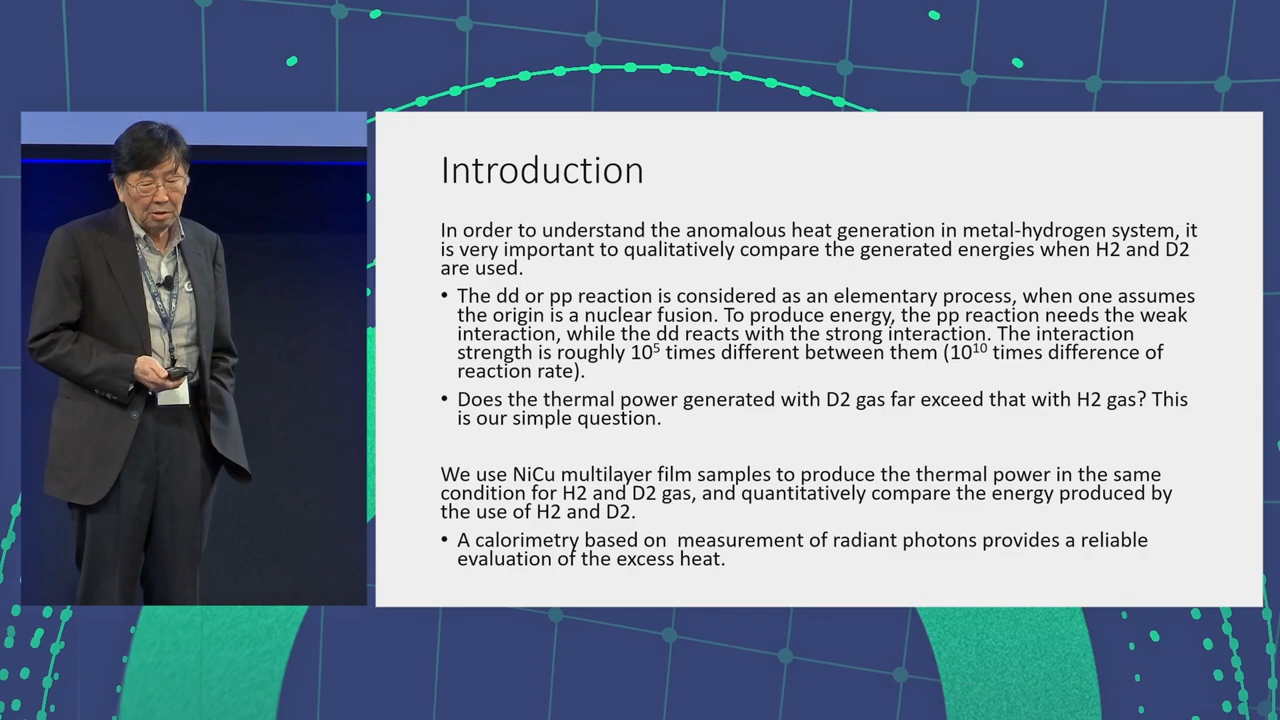 Introduction
In order to understand the anomalous heat generation in metal-hydrogen system, it
is very important to qualitatively compare the generated energies when H2 and D2
are used.
• The dd or pp reaction is considered as an elementary process, when one assumes
the origin is a nuclear fusion. To produce energy, the pp reaction needs the weak
interaction, while the dd reacts with the strong interaction. The interaction
strength is roughly 10⁵ times different between them (10¹⁰ times difference of
reaction rate).
• Does the thermal power generated with D2 gas far exceed that with H2 gas? This
is our simple question.
We use NiCu multilayer film samples to produce the thermal power in the same
condition for H2 and D2 gas, and quantitatively compare the energy produced by
the use of H2 and D2.
• A calorimetry based on  measurement of radiant photons provides a reliable
evaluation of the excess heat.